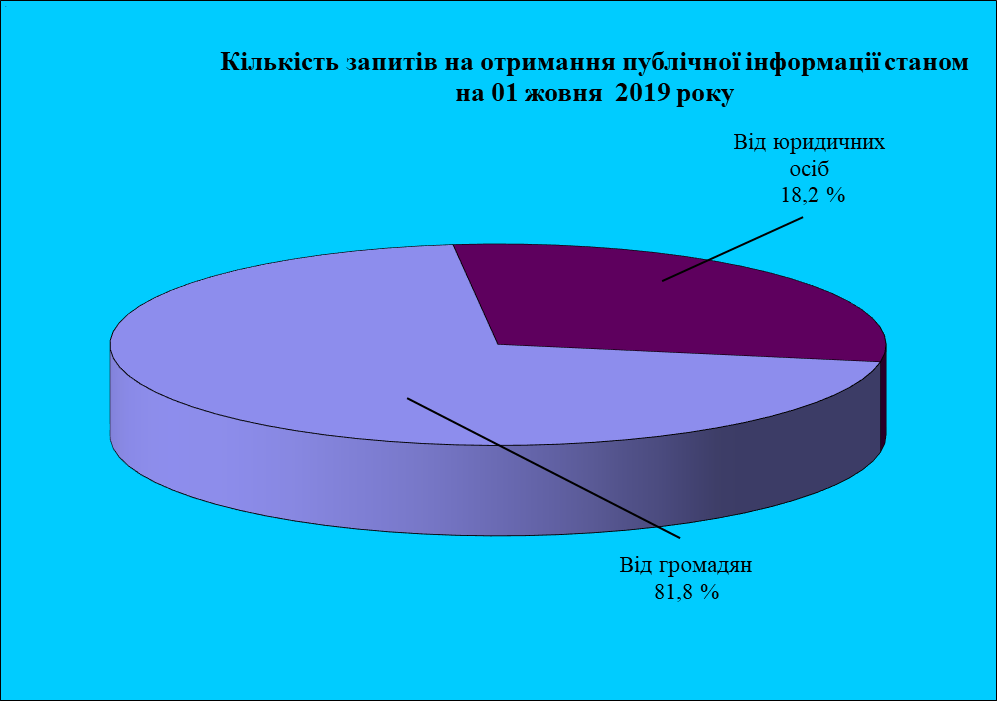 Кількість запитів на отримання публічної інформації станом
на 01 жовня 2019 року
Від юридичних
осіб
18,2 %
Від громадян
81,8 %